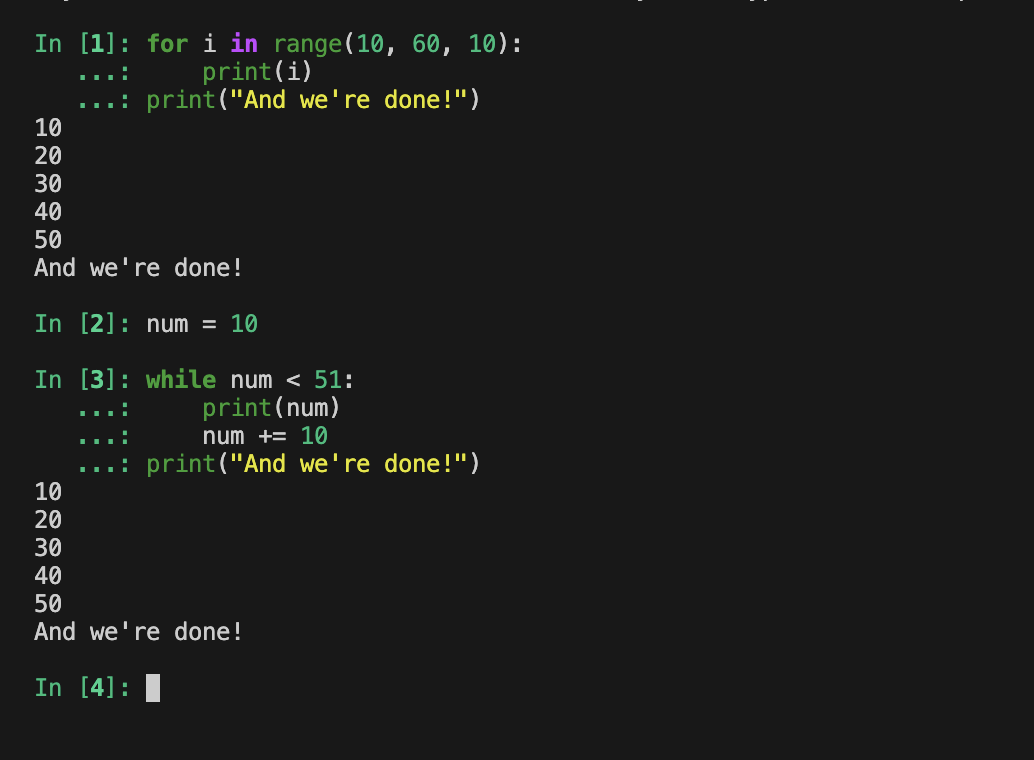 In [1]: for i in range(10, 60, 10):
   ...:     print(i)
   ...: print("And we're done!")
10
20
30
40
50
And we're done!

In [2]: num = 10

In [3]: while num < 51:
   ...:     print(num)
   ...:     num += 10
   ...: print("And we're done!")
10
20
30
40
50
And we're done!

In [4]: